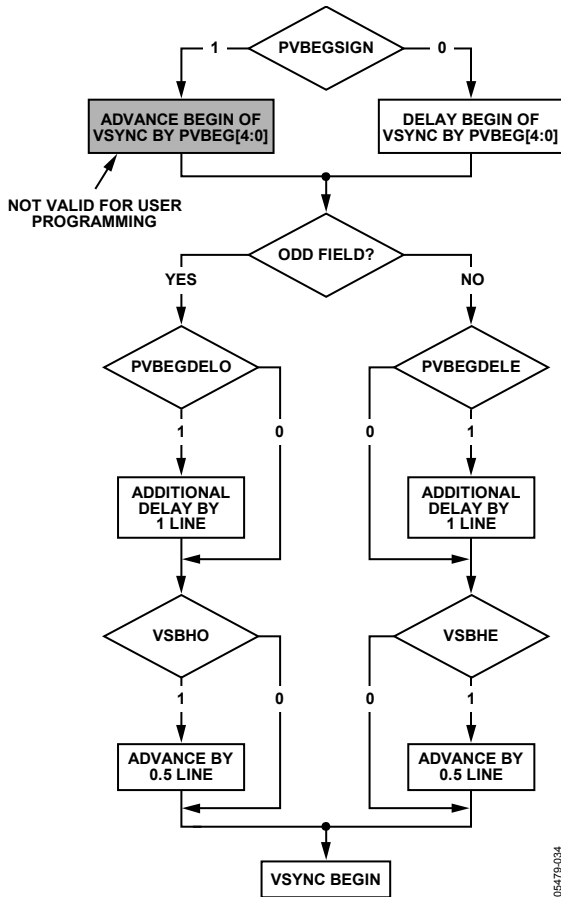 1
PVBEGSIGN
0
ADVANCE BEGIN OF
VSYNC BY PVBEG[4:0]
DELAY BEGIN OF
VSYNC BY PVBEG[4:0]
NOT VALID FOR USER
PROGRAMMING
ODD FIELD?
YES
NO
PVBEGDELO
PVBEGDELE
1
0
0
1
ADDITIONAL
DELAY BY
1 LINE
ADDITIONAL
DELAY BY
1 LINE
VSBHO
VSBHE
1
0
0
1
ADVANCE BY
0.5 LINE
ADVANCE BY
0.5 LINE
VSYNC BEGIN
05479-034